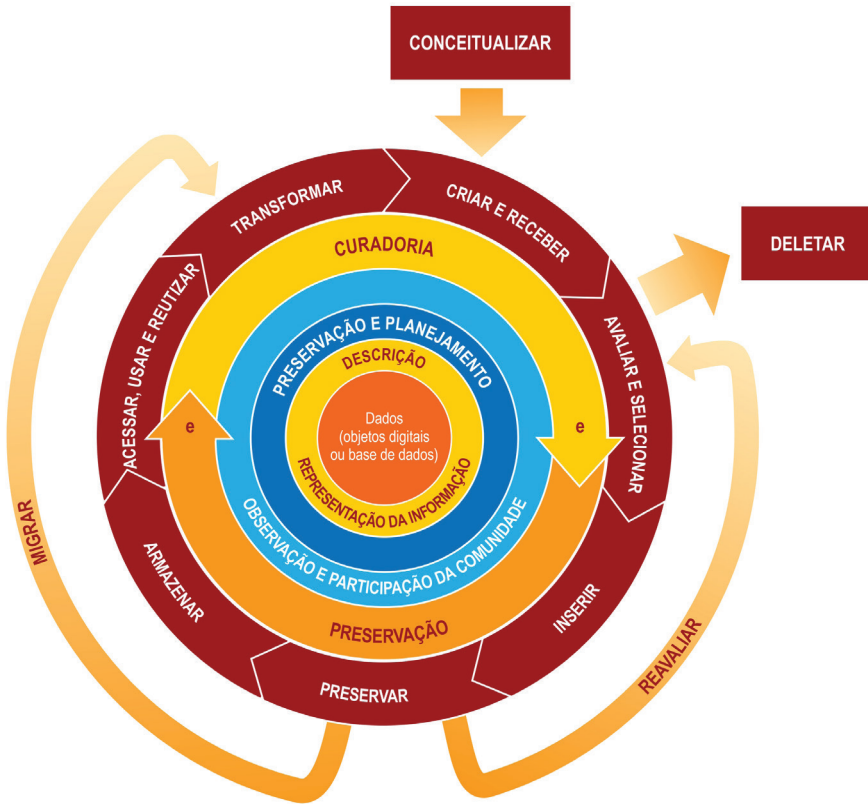 CONCEITUALIZAR
CRIAR E RECEBER
DELETAR
AVALIAR E SELECIONAR
REAVALIAR
INSERIR
PRESERVAR
ARMAZENAR
MIGRAR
ACESSAR, USAR E REUTIZAR
TRANSFORMAR
CURADORIA
e
PRESERVAÇÃO
e
OBSERVAÇÃO E PARTICIPAÇÃO DA COMUNIDADE
PRESERVAÇÃO E PLANEJAMENTO
DESCRIÇÃO
REPRESENTAÇÃO DA INFORMAÇÃO
Dados
(objetos digitais
ou base de dados)